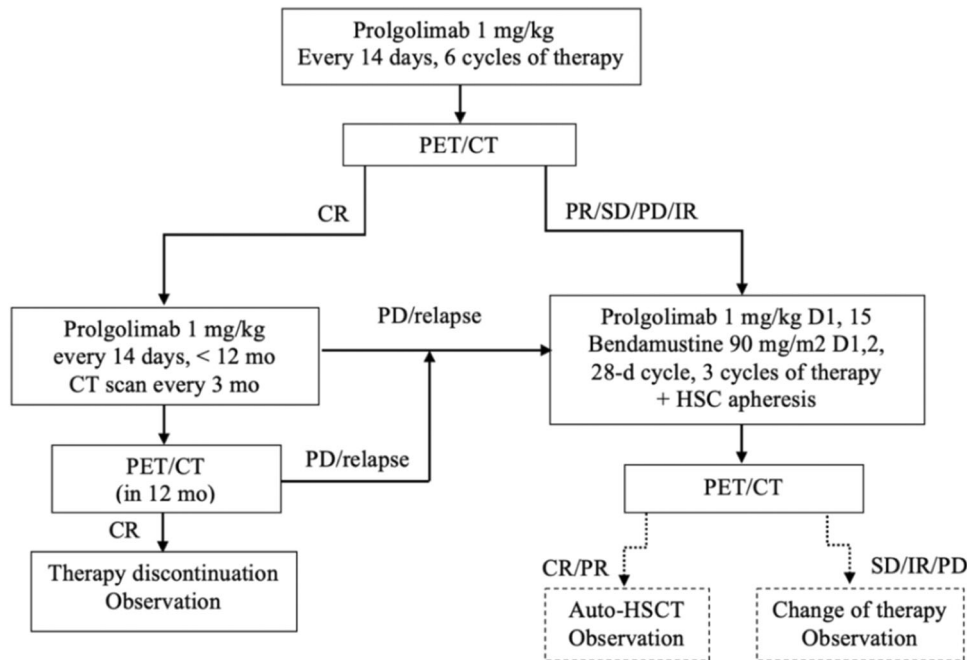 Prolgolimab 1 mg/kg
Every 14 days, 6 cycles of therapy
PET/CT
CR
PR/SD/PD/IR
Prolgolimab 1 mg/kg
every 14 days, < 12 mo
CT scan every 3 mo
PD/relapse
Prolgolimab 1 mg/kg D1, 15
Bendamustine 90 mg/m2 D1,2,
28-d cycle, 3 cycles of therapy
+ HSC apheresis
PET/CT
(in 12 mo)
PD/relapse
PET/CT
CR
Therapy discontinuation
Observation
CR/PR
SD/IR/PD
Auto-HSCT
Observation
Change of therapy
Observation